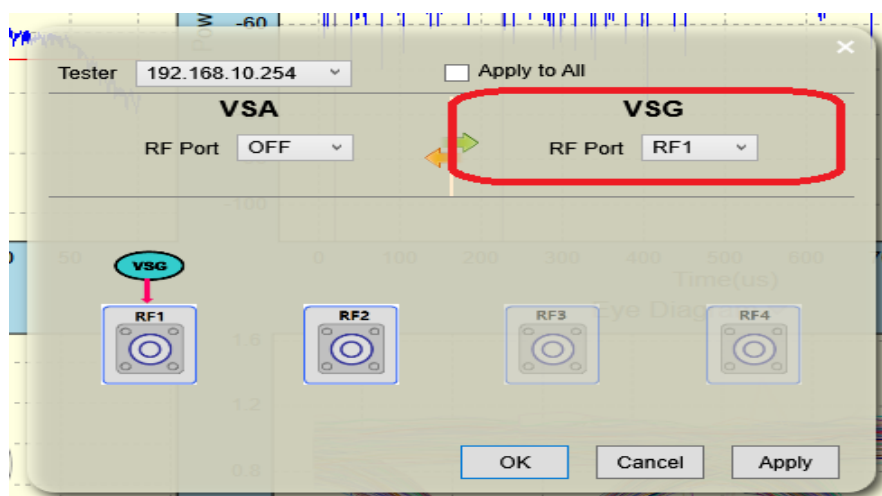 Pow
-60
Tester 192.168.10.254 Apply to All
VSA VSG
RF Port OFF RF Port RF1
-100
50 0 100 200 300 400 500 600
Time(us)
VSG
Eye Diagram
RF1 RF2 RF3 RF4
1.6
1.2
OK Cancel Apply
0.8